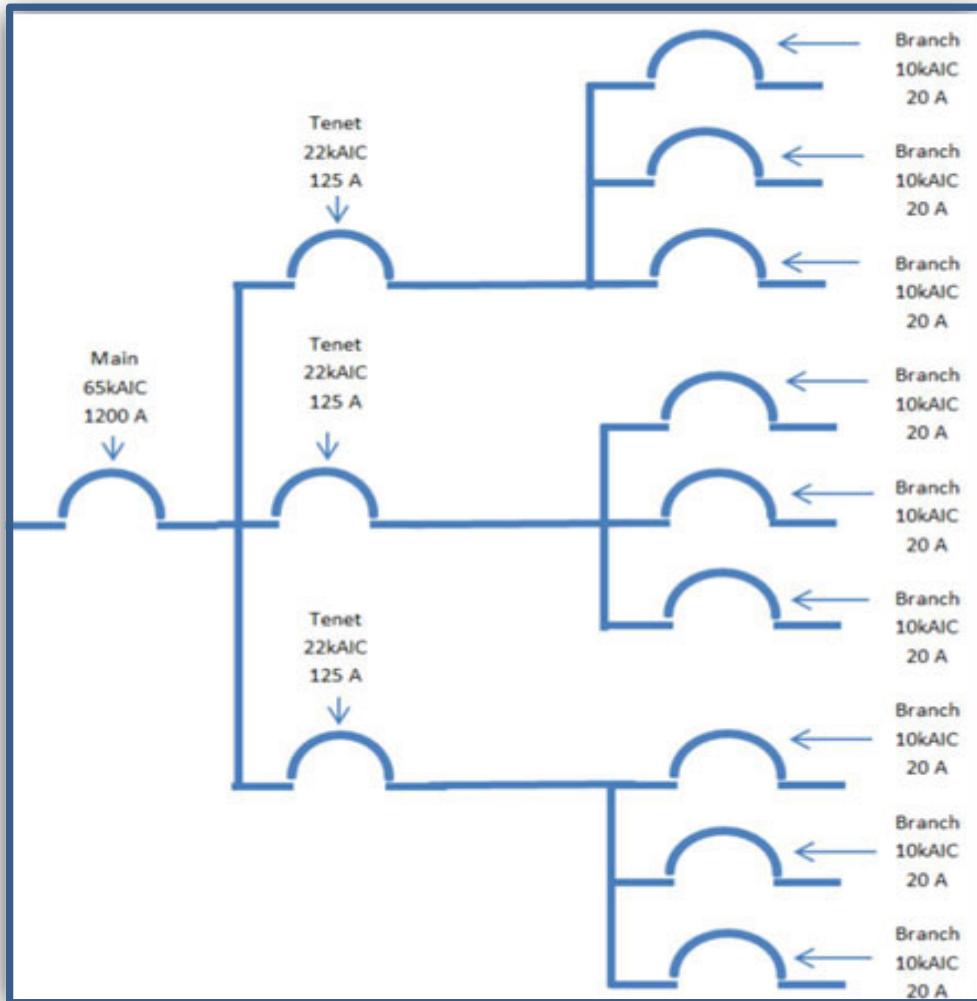 Branch
10kAIC
20 A
Tenet
22kAIC
125 A
Branch
10kAIC
20 A
Branch
10kAIC
20 A
Main
65kAIC
1200 A
Tenet
22kAIC
125 A
Branch
10kAIC
20 A
Branch
10kAIC
20 A
Branch
10kAIC
20 A
Tenet
22kAIC
125 A
Branch
10kAIC
20 A
Branch
10kAIC
20 A
Branch
10kAIC
20 A